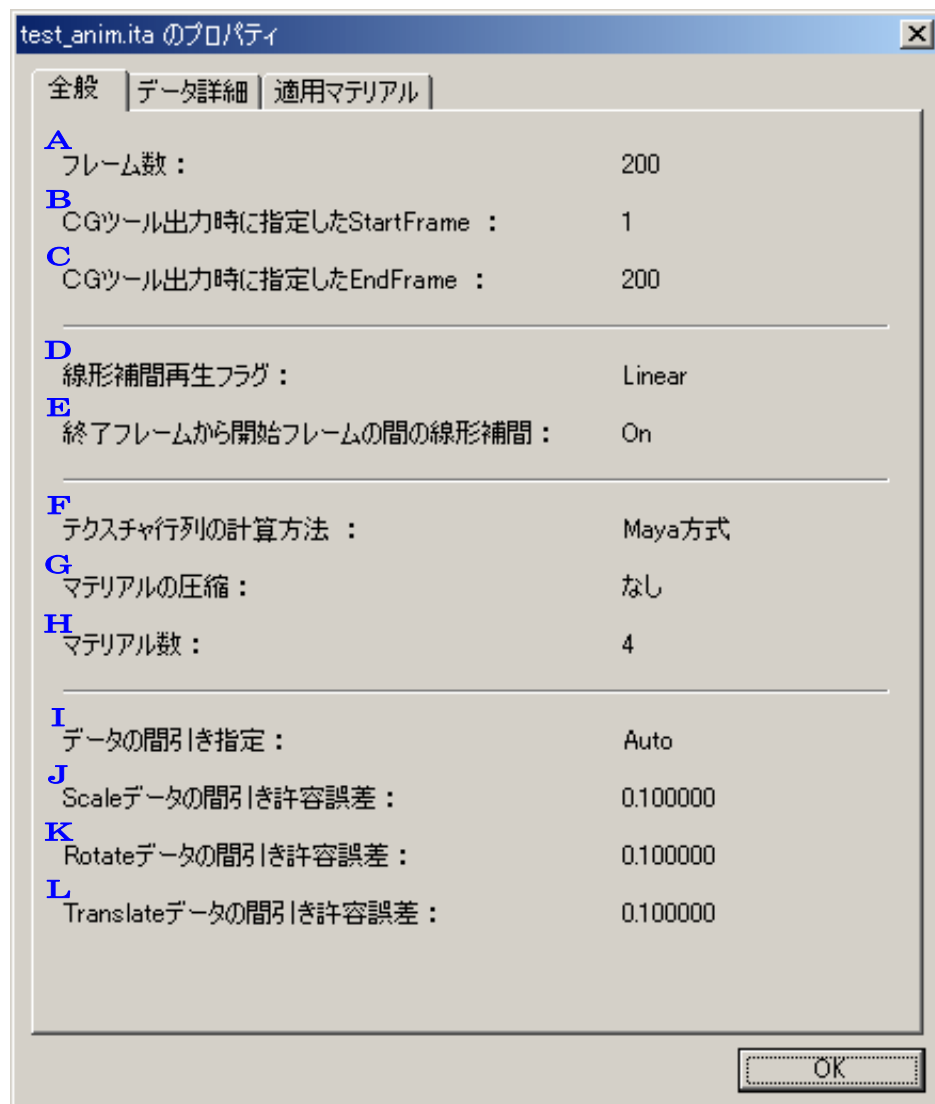 test_anim.ita のプロパティ
全般 データ詳細 適用マテリアル
A
フレーム数： 200
B
CGツール出力時に指定したStartFrame ： 1
C
CGツール出力時に指定したEndFrame ： 200
D
線形補間再生フラグ： Linear
E
終了フレームから開始フレームの間の線形補間： On
F
テクスチャ行列の計算方法 ： Maya方式
G
マテリアルの圧縮： なし
H
マテリアル数： 4
I
データの間引き指定： Auto
J
Scaleデータの間引き許容誤差： 0.100000
K
Rotateデータの間引き許容誤差： 0.100000
L
Translateデータの間引き許容誤差： 0.100000
OK